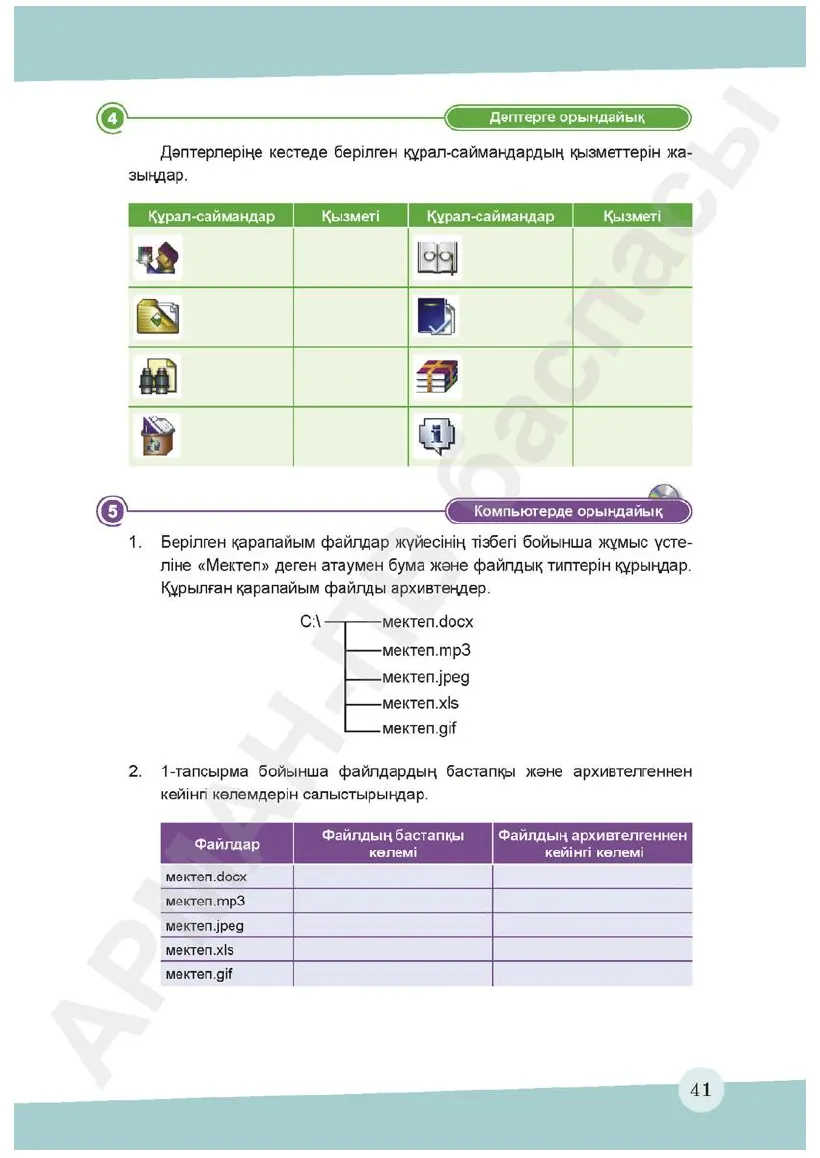 4
Дәптерге орындайық
Дәптерлеріңе кестеде берілген құрал-саймандардың қызметтерін жа-
зыңдар.
Құрал-саймандар Қызметі Құрал-саймандар Қызметі
5
Компьютерде орындайық
1. Берілген қарапайым файлдар жүйесінің тізбегі бойынша жұмыс үсте-
ліне «Мектеп» деген атаумен бума және файлдық типтерін құрыңдар.
Құрылған қарапайым файлды архивтеңдер.
C:\ мектеп.docx
мектеп.mp3
мектеп.jpeg
мектеп.xls
мектеп.gif
2. 1-тапсырма бойынша файлдардың бастапқы және архивтелгеннен
кейінгі көлемдерін салыстырыңдар.
Файлдар Файлдың бастапқы көлемі Файлдың архивтелгеннен кейінгі көлемі
мектеп.docx
мектеп.mp3
мектеп.jpeg
мектеп.xls
мектеп.gif
41
АРМАН-ПВ баспасы